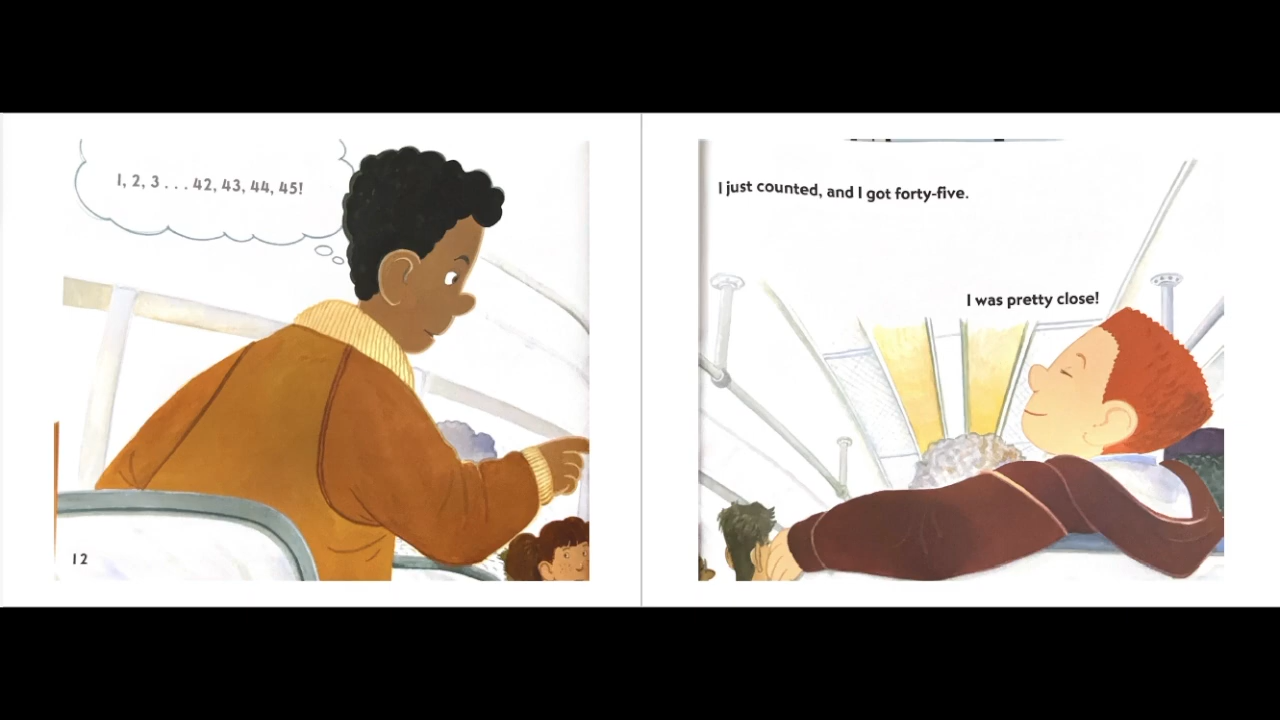 1, 2, 3 . . . 42, 43, 44, 45!
12
I just counted, and I got forty-five.
I was pretty close!